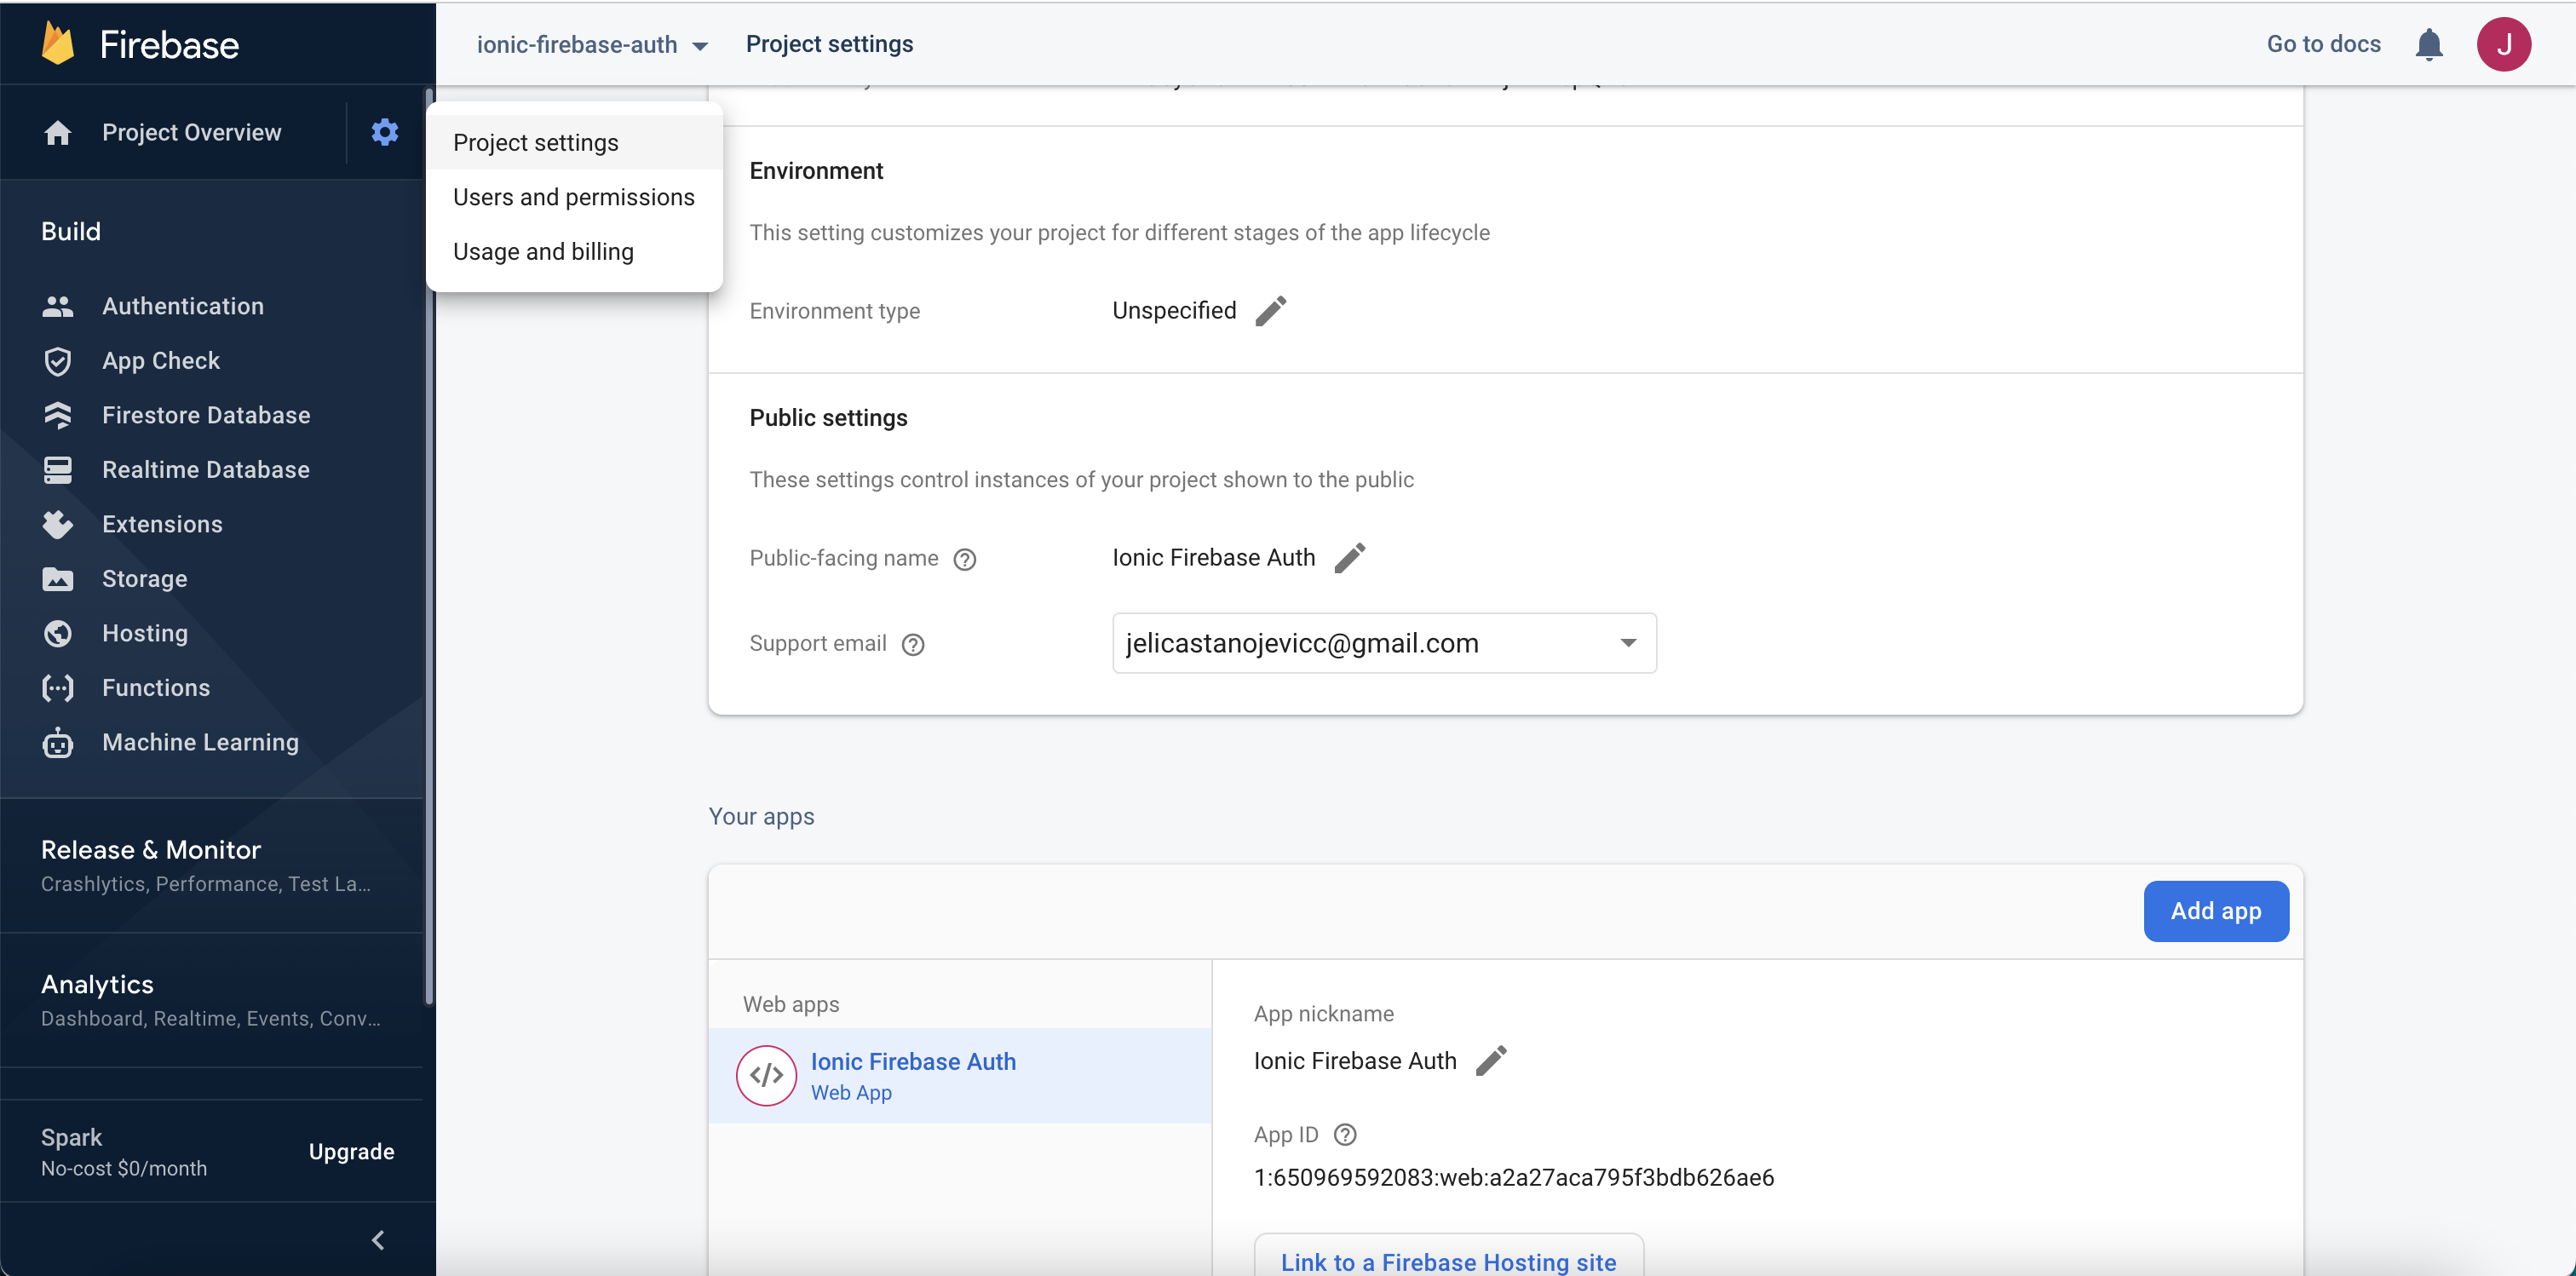 Firebase
ionic-firebase-auth
Project settings
Go to docs
J
Project Overview
Project settings
Users and permissions
Usage and billing
Build
Authentication
App Check
Firestore Database
Realtime Database
Extensions
Storage
Hosting
Functions
Machine Learning
Release & Monitor
Crashlytics, Performance, Test La...
Analytics
Dashboard, Realtime, Events, Conv...
Spark
No-cost $0/month
Upgrade
Environment
This setting customizes your project for different stages of the app lifecycle
Environment type
Unspecified
Public settings
These settings control instances of your project shown to the public
Public-facing name
Ionic Firebase Auth
Support email
jelicastanojevicc@gmail.com
Your apps
Add app
Web apps
Ionic Firebase Auth
Web App
App nickname
Ionic Firebase Auth
App ID
1:650969592083:web:a2a27aca795f3bdb626ae6
Link to a Firebase Hosting site